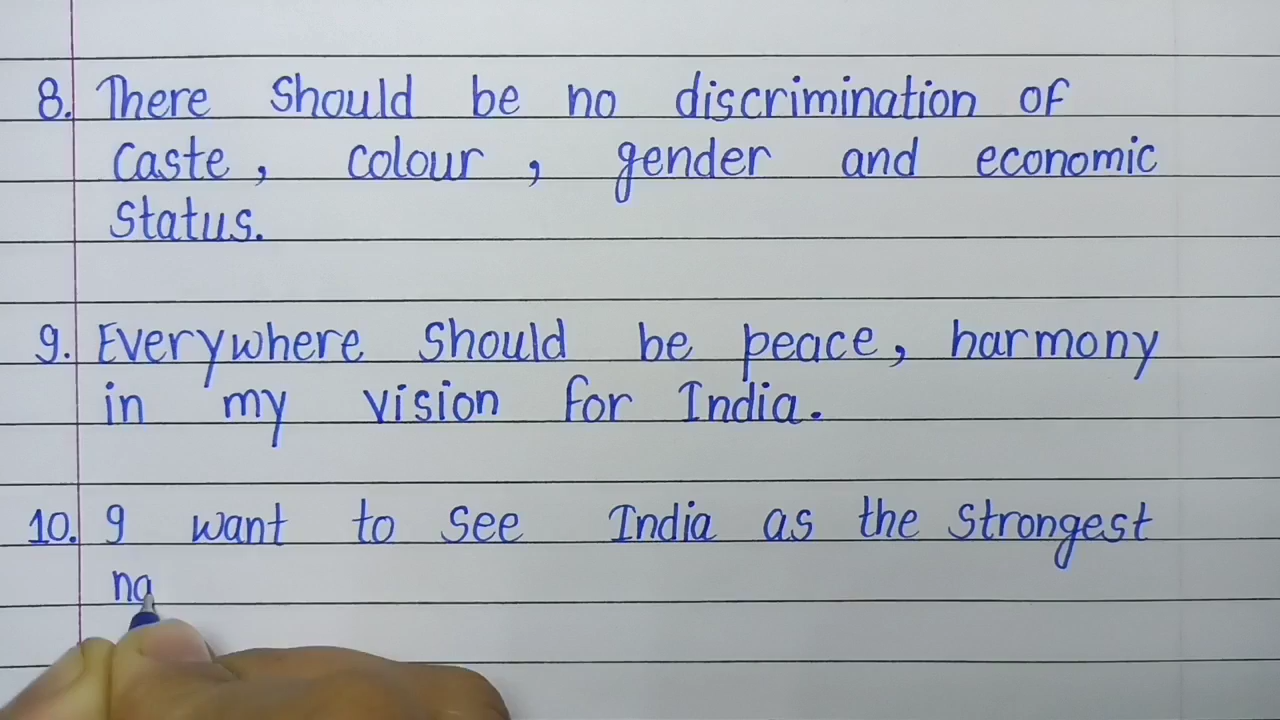 8. There should be no discrimination of
caste, colour, gender and economic
status.
9. Everywhere should be peace, harmony
in my vision for India.
10. I want to see India as the strongest
na